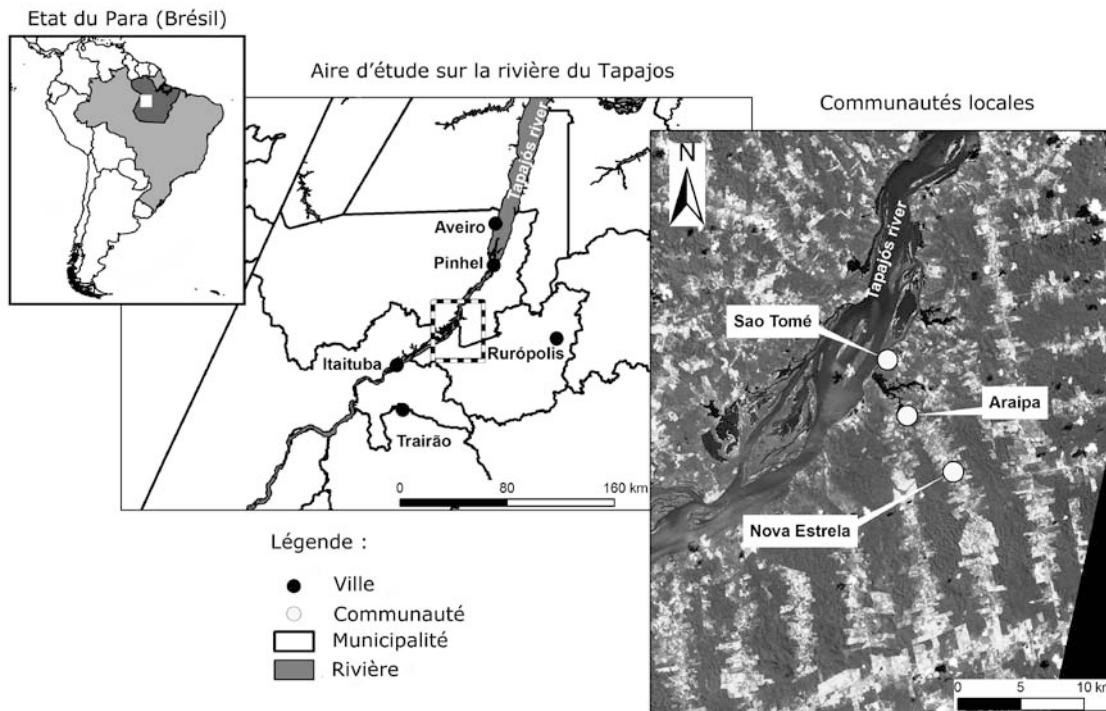 Etat du Para (Brésil)
Aire d'étude sur la rivière du Tapajos
Communautés locales
Tapajós river
Aveiro
Pinhel
Itaituba
Rurópolis
Trairão
0 80 160 km
N
Tapajós river
Sao Tomé
Araipa
Nova Estrela
0 5 10 km
Légende :
Ville
Communauté
Municipalité
Rivière